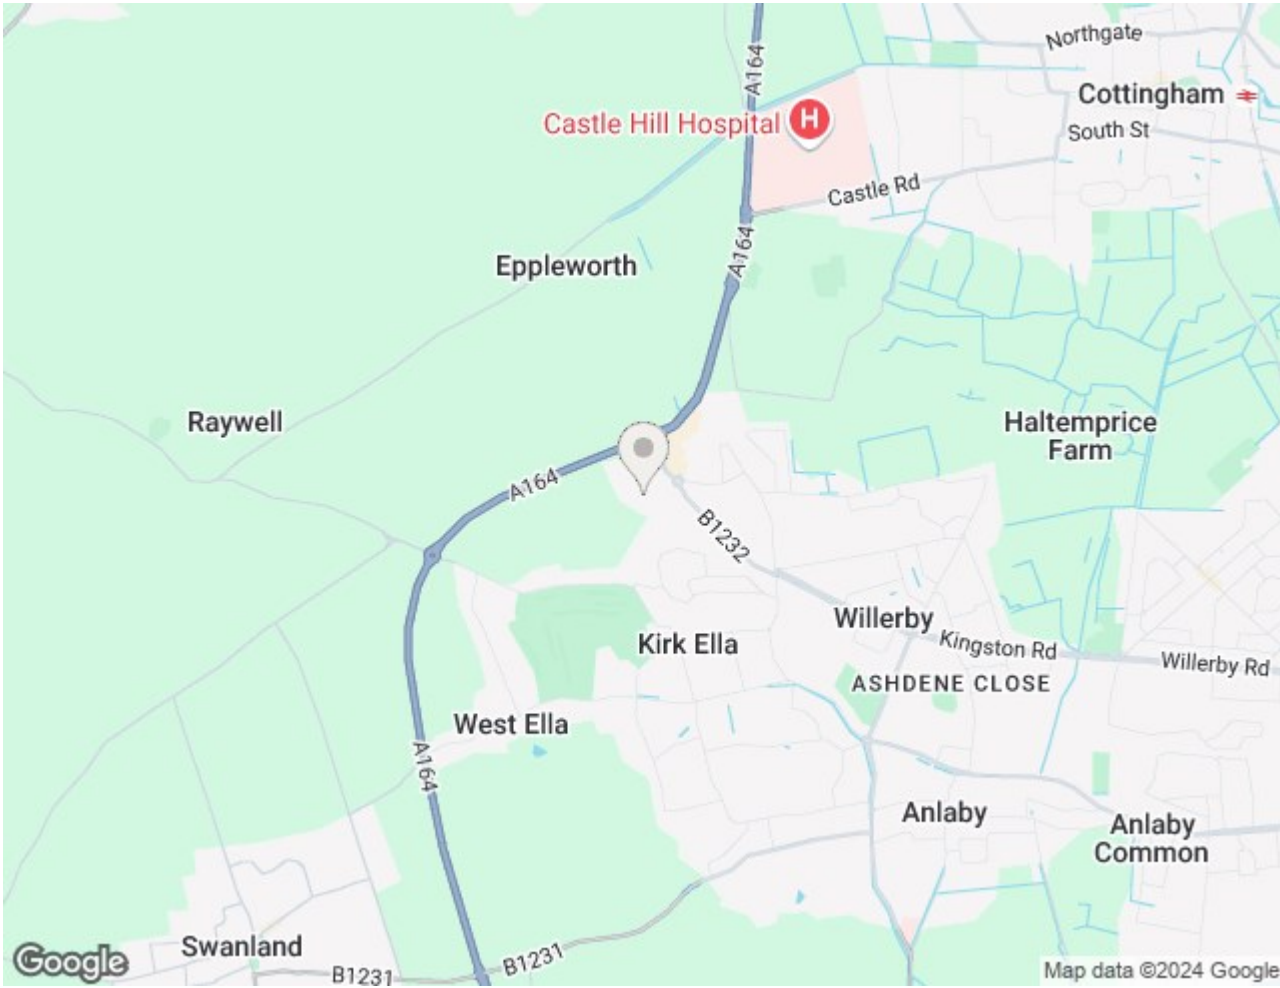 Northgate
A164
Cottingham
Castle Hill Hospital
H
South St
Castle Rd
A164
Eppleworth
Raywell
Haltemprice
Farm
A164
B1232
Willerby
Kirk Ella
Kingston Rd
Willerby Rd
ASHDENE CLOSE
West Ella
A164
Anlaby
Anlaby
Common
Swanland
B1231
B1231
Google
Map data ©2024 Google